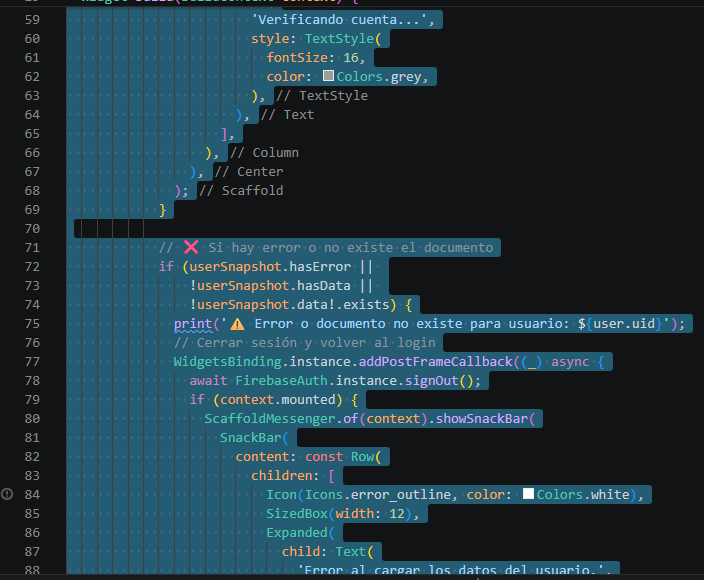 59 'Verificando cuenta...',
60 style: TextStyle(
61 fontSize: 16,
62 color: Colors.grey,
63 ), // TextStyle
64 ), // Text
65 ],
66 ), // Column
67 ), // Center
68 ); // Scaffold
69 }
70
71 // ❌ Si hay error o no existe el documento
72 if (userSnapshot.hasError ||
73 !userSnapshot.hasData ||
74 !userSnapshot.data!.exists) {
75 print('⚠️ Error o documento no existe para usuario: ${user.uid}');
76 // Cerrar sesión y volver al login
77 WidgetsBinding.instance.addPostFrameCallback((_) async {
78 await FirebaseAuth.instance.signOut();
79 if (context.mounted) {
80 ScaffoldMessenger.of(context).showSnackBar(
81 SnackBar(
82 content: const Row(
83 children: [
84 Icon(Icons.error_outline, color: Colors.white),
85 SizedBox(width: 12),
86 Expanded(
87 child: Text(
88 'Error al cargar los datos del usuario.',